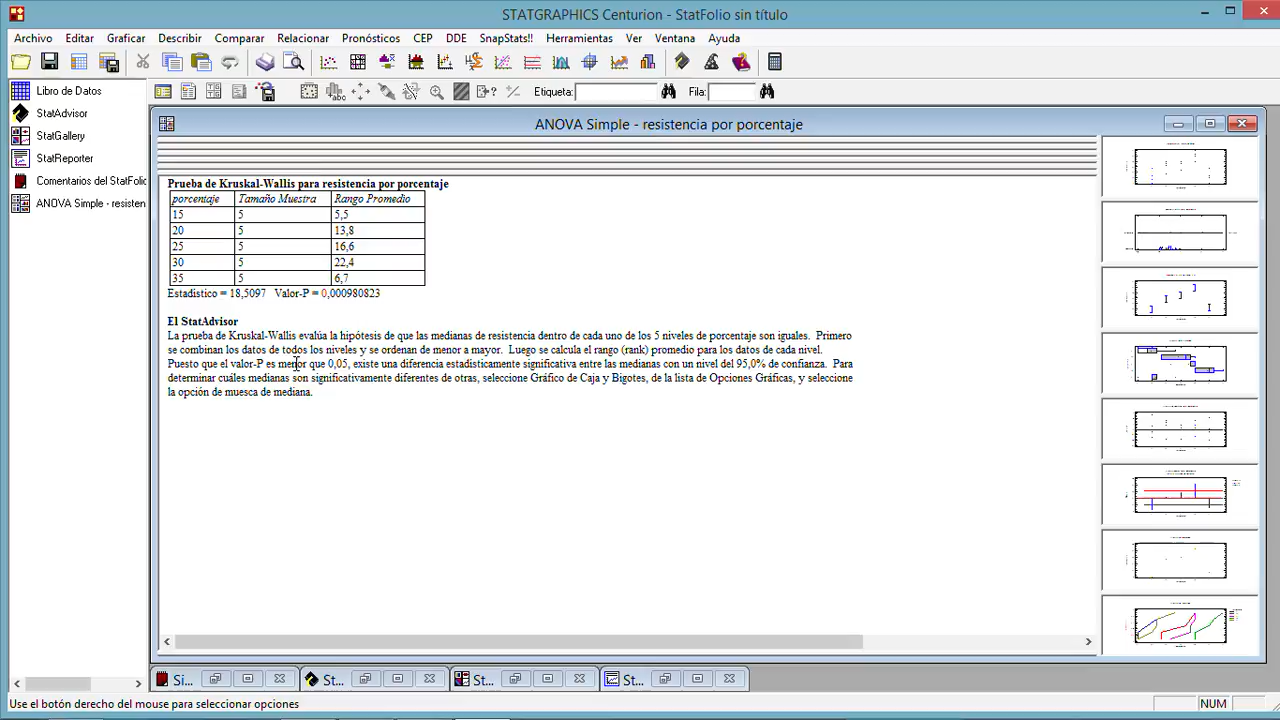 STATGRAPHICS Centurion - StatFolio sin título
Archivo Editar Graficar Describir Comparar Relacionar Pronósticos CEP DDE SnapStats!! Herramientas Ver Ventana Ayuda
Etiqueta: Fila:
Libro de Datos
StatAdvisor
StatGallery
StatReporter
Comentarios del StatFolio
ANOVA Simple - resisten
ANOVA Simple - resistencia por porcentaje
Prueba de Kruskal-Wallis para resistencia por porcentaje
porcentaje Tamaño Muestra Rango Promedio
15 5 5,5
20 5 13,8
25 5 16,6
30 5 22,4
35 5 6,7
Estadístico = 18,5097 Valor-P = 0,000980823
El StatAdvisor
La prueba de Kruskal-Wallis evalúa la hipótesis de que las medianas de resistencia dentro de cada uno de los 5 niveles de porcentaje son iguales. Primero
se combinan los datos de todos los niveles y se ordenan de menor a mayor. Luego se calcula el rango (rank) promedio para los datos de cada nivel.
Puesto que el valor-P es menor que 0,05, existe una diferencia estadísticamente significativa entre las medianas con un nivel del 95,0% de confianza. Para
determinar cuáles medianas son significativamente diferentes de otras, seleccione Gráfico de Caja y Bigotes, de la lista de Opciones Gráficas, y seleccione
la opción de muesca de mediana.
Si... St... St... St...
Use el botón derecho del mouse para seleccionar opciones
NUM